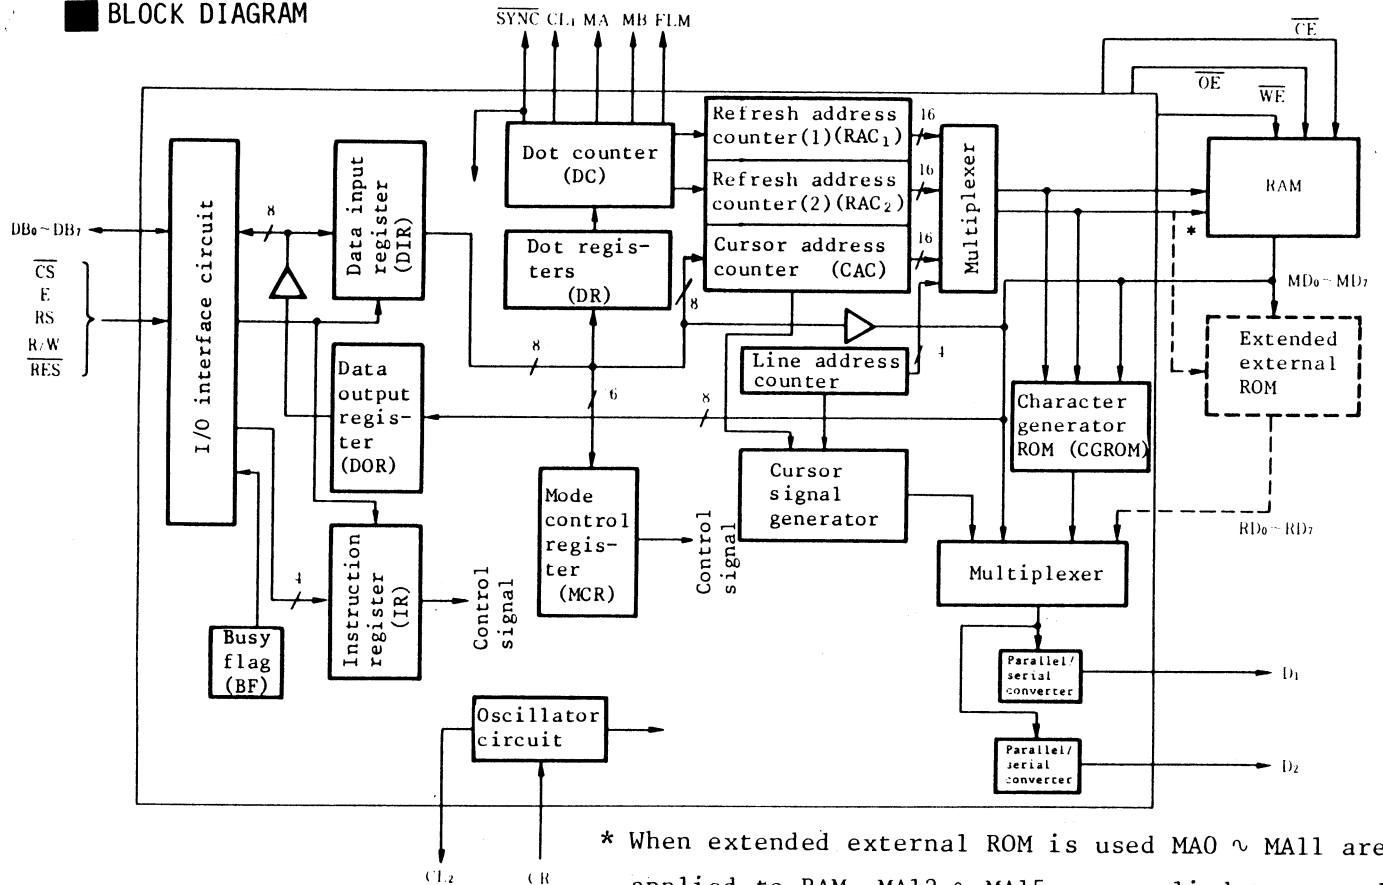 BLOCK DIAGRAM
SYNC CL₁ MA MB FLM
CE
OE
WE
Refresh address
counter(1)(RAC₁)
16
Dot counter
(DC)
Refresh address
counter(2)(RAC₂)
16
Multiplexer
RAM
*
I/O interface circuit
8
Data input
register
(DIR)
DB₀~DB₇
Dot regis-
ters
(DR)
Cursor address
counter (CAC)
16
8
MD₀~MD₇
CS
E
RS
R/W
RES
8
Line address
counter
4
Extended
external
ROM
Data
output
regis-
ter
(DOR)
6
8
Character
generator
ROM (CGROM)
Cursor
signal
generator
Mode
control
regis-
ter
(MCR)
Control
signal
RD₀~RD₇
Multiplexer
4
Instruction
register
(IR)
Control
signal
Busy
flag
(BF)
Parallel/
serial
converter
D₁
Oscillator
circuit
Parallel/
serial
converter
D₂
CL₂
CR
* When extended external ROM is used MA0 ~ MA11 are